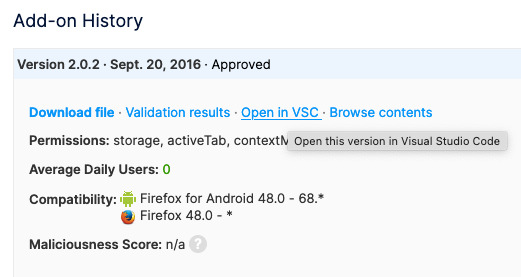 Add-on History
Version 2.0.2 · Sept. 20, 2016 · Approved
Download file · Validation results · Open in VSC · Browse contents
Permissions: storage, activeTab, contextM
Open this version in Visual Studio Code
Average Daily Users: 0
Compatibility: Firefox for Android 48.0 - 68.*
Firefox 48.0 - *
Maliciousness Score: n/a ?